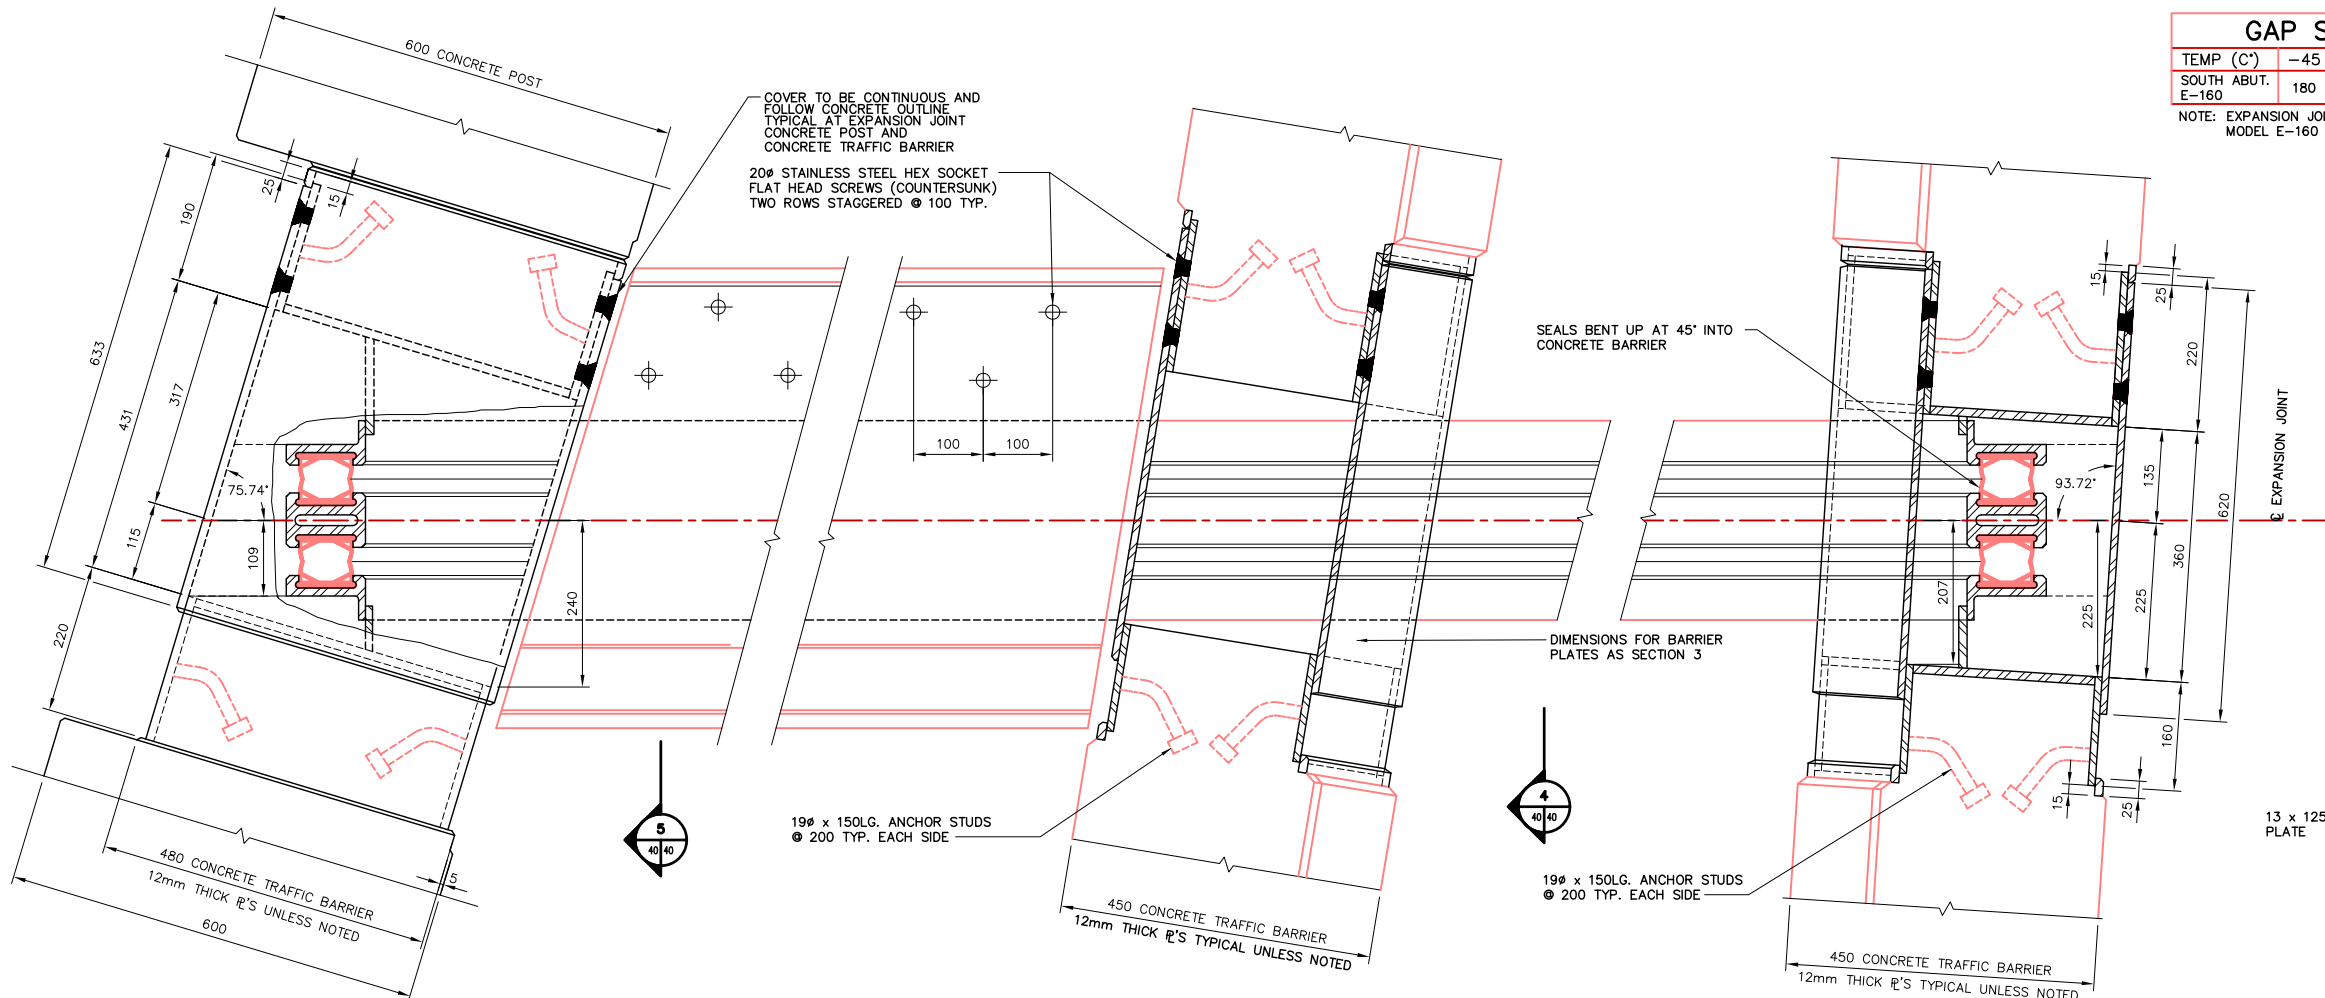 600 CONCRETE POST
COVER TO BE CONTINUOUS AND
FOLLOW CONCRETE OUTLINE
TYPICAL AT EXPANSION JOINT
CONCRETE POST AND
CONCRETE TRAFFIC BARRIER
20ø STAINLESS STEEL HEX SOCKET
FLAT HEAD SCREWS (COUNTERSUNK)
TWO ROWS STAGGERED @ 100 TYP.
GAP S
TEMP (C°) -45
SOUTH ABUT.
E-160
180
NOTE: EXPANSION JOI
MODEL E-160
25
15
190
633
431
317
115
220
75.74°
109
240
100
100
SEALS BENT UP AT 45° INTO
CONCRETE BARRIER
15
25
220
135
93.72°
620
360
207
225
225
160
15
25
℄ EXPANSION JOINT
DIMENSIONS FOR BARRIER
PLATES AS SECTION 3
5
40 40
4
40 40
19ø x 150LG. ANCHOR STUDS
@ 200 TYP. EACH SIDE
19ø x 150LG. ANCHOR STUDS
@ 200 TYP. EACH SIDE
13 x 125
PLATE
5
480 CONCRETE TRAFFIC BARRIER
12mm THICK ⅊'S UNLESS NOTED
600
450 CONCRETE TRAFFIC BARRIER
12mm THICK ⅊'S TYPICAL UNLESS NOTED
450 CONCRETE TRAFFIC BARRIER
12mm THICK ⅊'S TYPICAL UNLESS NOTED